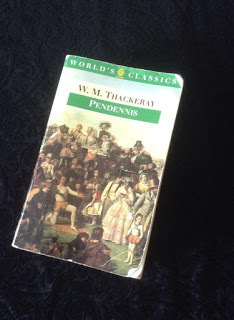 WORLD'S CLASSICS
W. M. THACKERAY
PENDENNIS